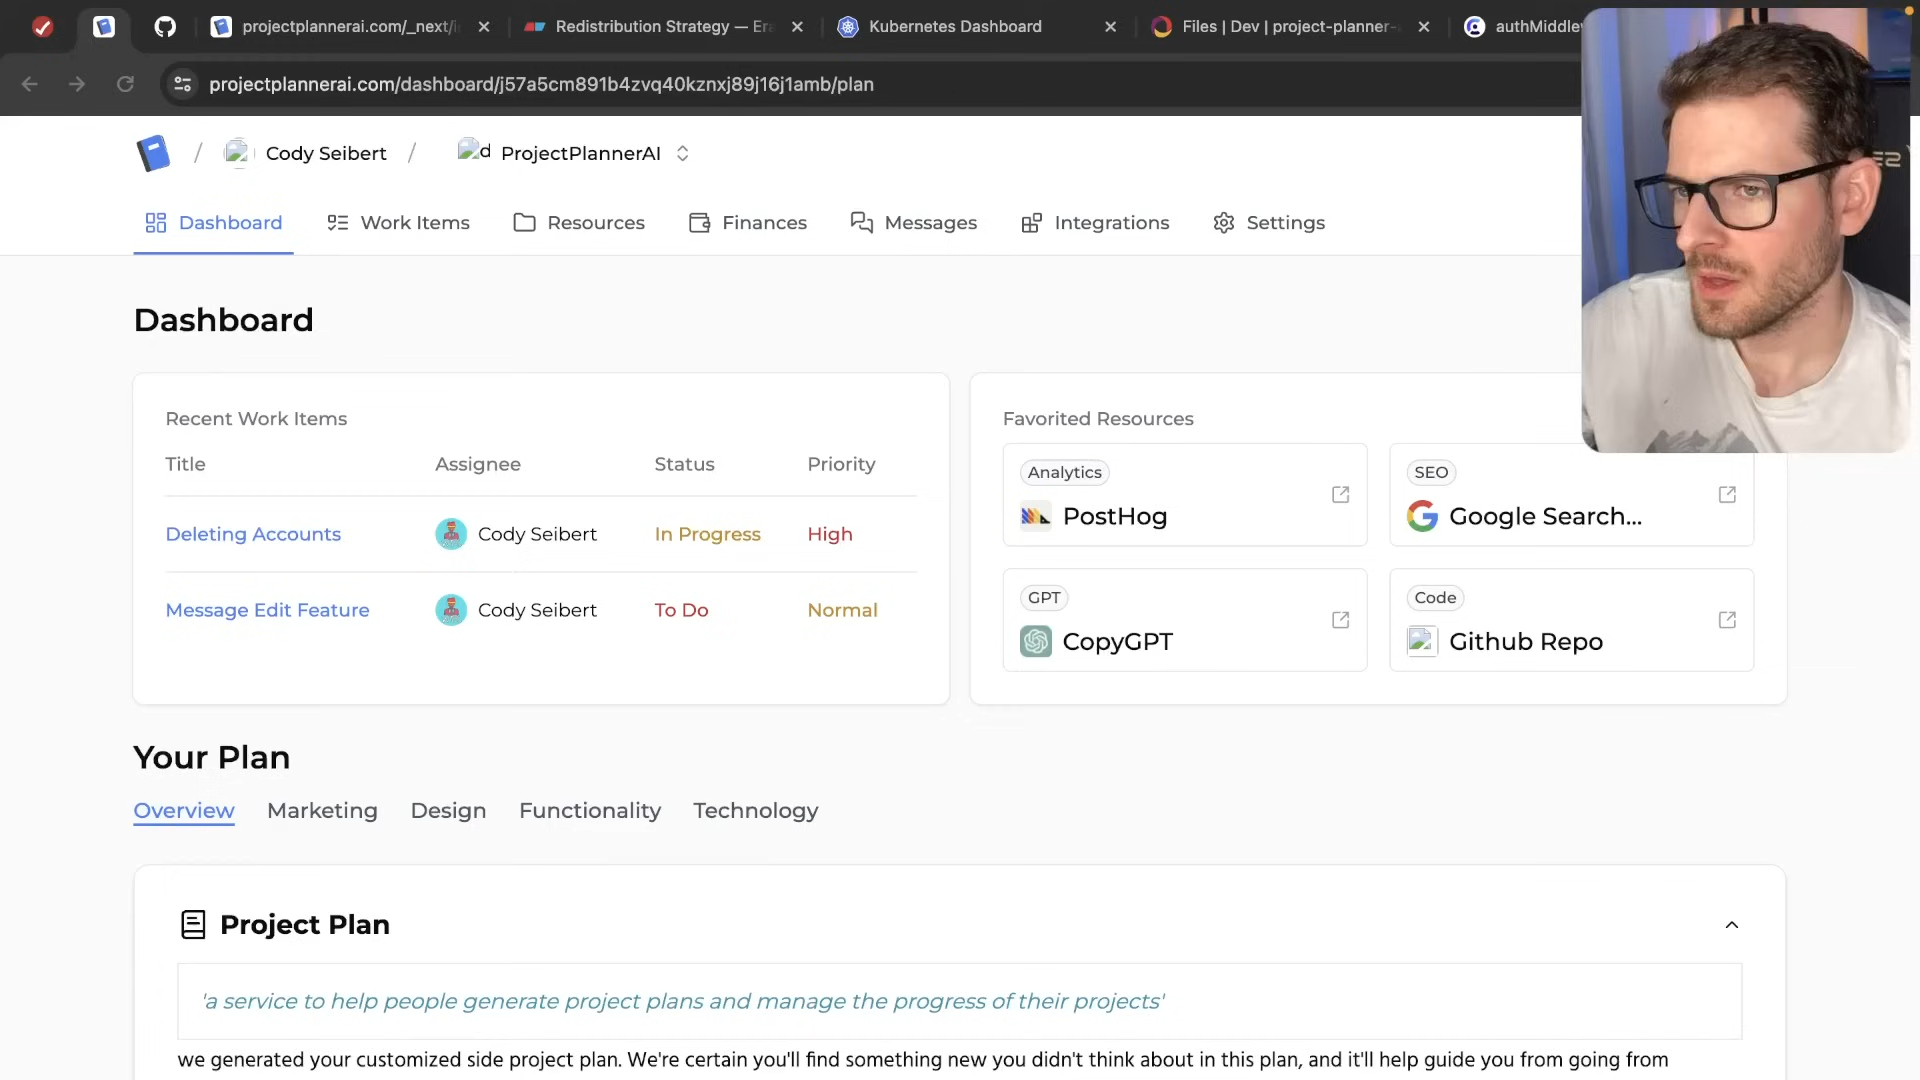 projectplannerai.com/_next/i
Redistribution Strategy — Era
Kubernetes Dashboard
Files | Dev | project-planner-
authMiddle
projectplannerai.com/dashboard/j57a5cm891b4zvq40kznxj89j16j1amb/plan
/ Cody Seibert / d ProjectPlannerAI
Dashboard Work Items Resources Finances Messages Integrations Settings
Dashboard
Recent Work Items
Title Assignee Status Priority
Deleting Accounts Cody Seibert In Progress High
Message Edit Feature Cody Seibert To Do Normal
Favorited Resources
Analytics
PostHog
SEO
Google Search...
GPT
CopyGPT
Code
Github Repo
Your Plan
Overview Marketing Design Functionality Technology
Project Plan
'a service to help people generate project plans and manage the progress of their projects'
we generated your customized side project plan. We're certain you'll find something new you didn't think about in this plan, and it'll help guide you from going from